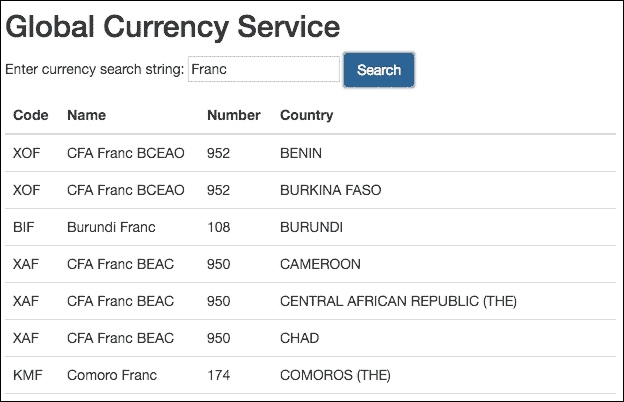 Global Currency Service
Enter currency search string: Franc Search
Code Name Number Country
XOF CFA Franc BCEAO 952 BENIN
XOF CFA Franc BCEAO 952 BURKINA FASO
BIF Burundi Franc 108 BURUNDI
XAF CFA Franc BEAC 950 CAMEROON
XAF CFA Franc BEAC 950 CENTRAL AFRICAN REPUBLIC (THE)
XAF CFA Franc BEAC 950 CHAD
KMF Comoro Franc 174 COMOROS (THE)